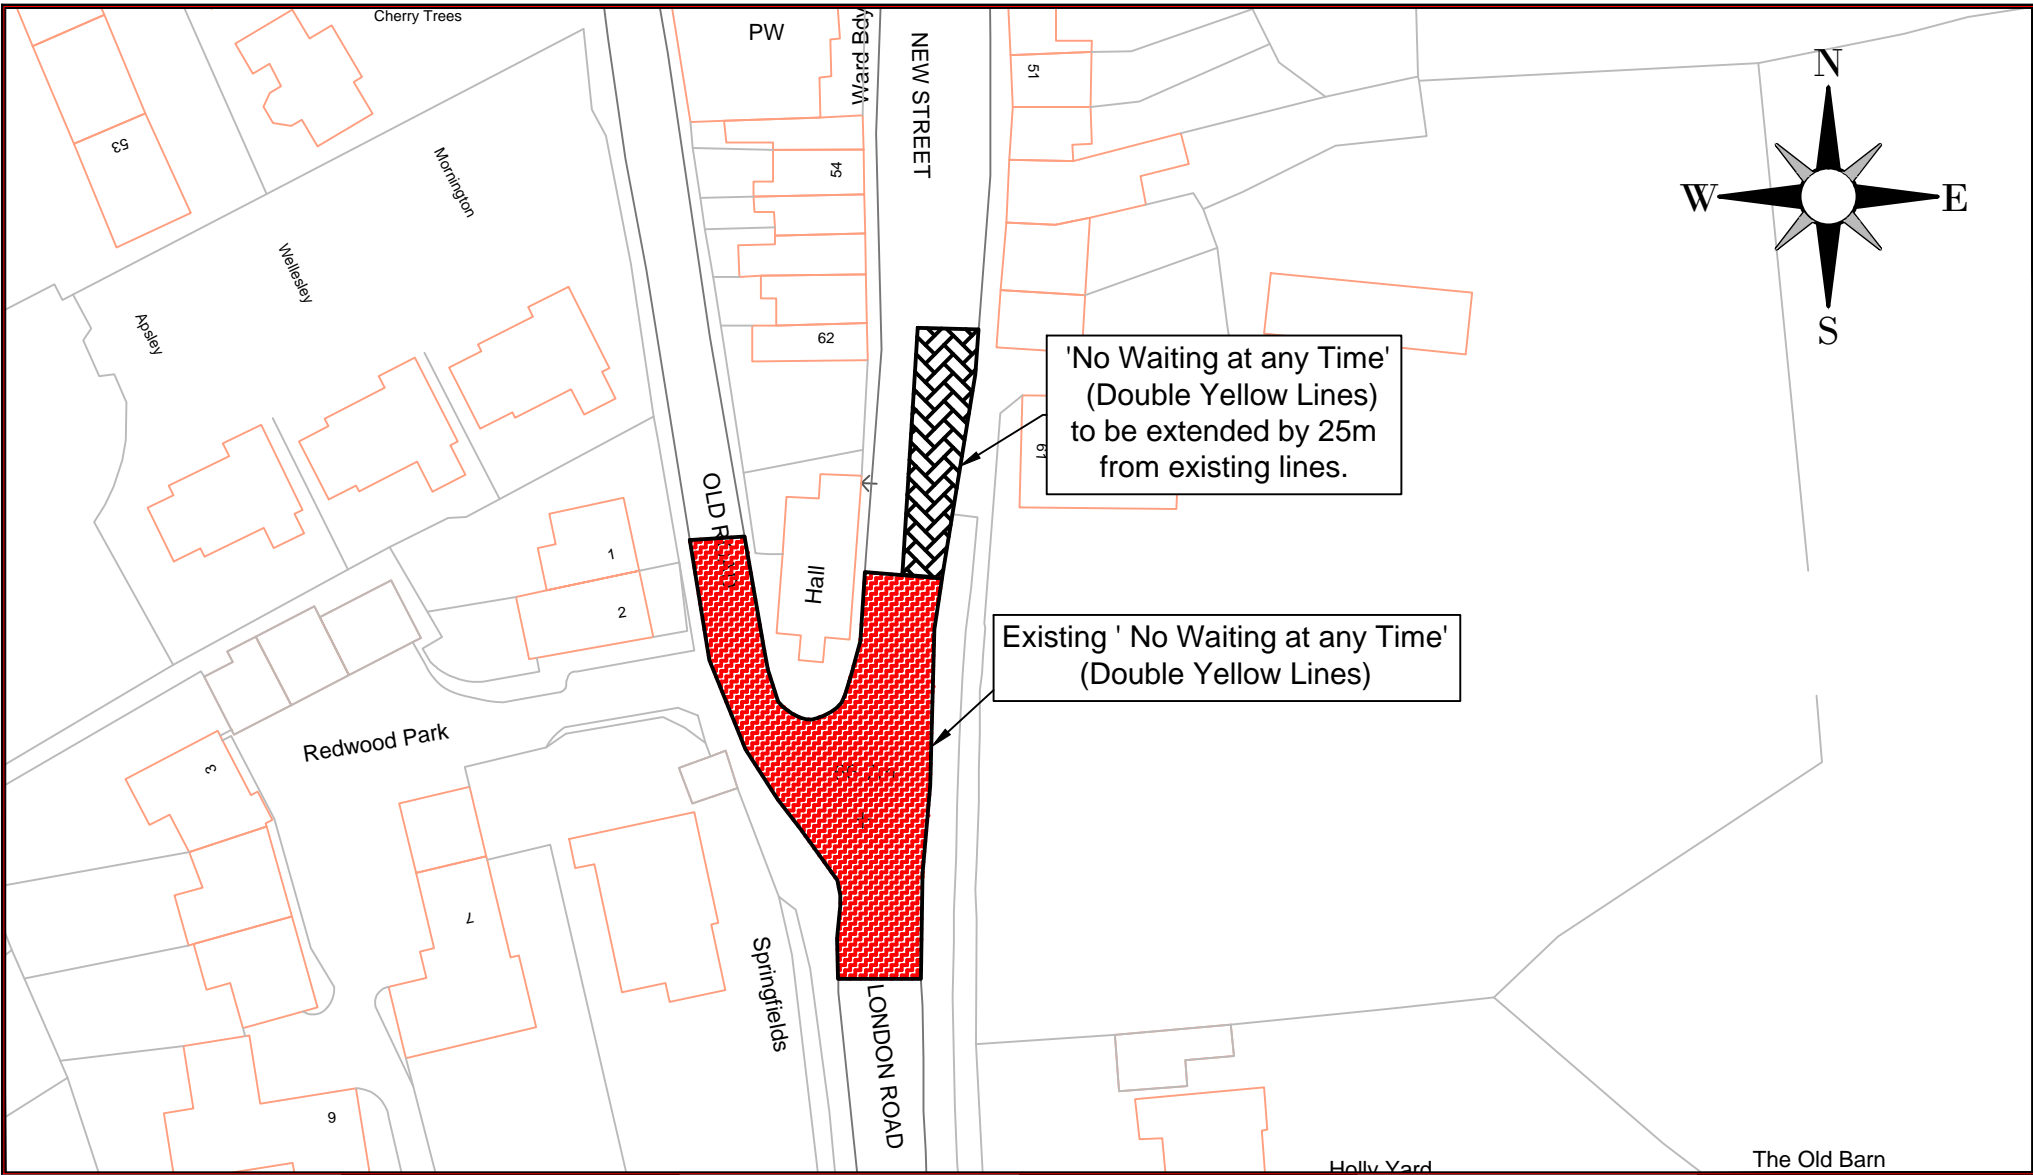 Cherry Trees
PW
Ward Bdy
NEW STREET
51
N
53
Mornington
54
W
E
Wellesley
Apsley
62
S
'No Waiting at any Time'
(Double Yellow Lines)
to be extended by 25m
from existing lines.
61
OLD ROAD
1
Hall
2
Existing ' No Waiting at any Time'
(Double Yellow Lines)
Redwood Park
3
7
Springfields
LONDON ROAD
9
Holly Yard
The Old Barn